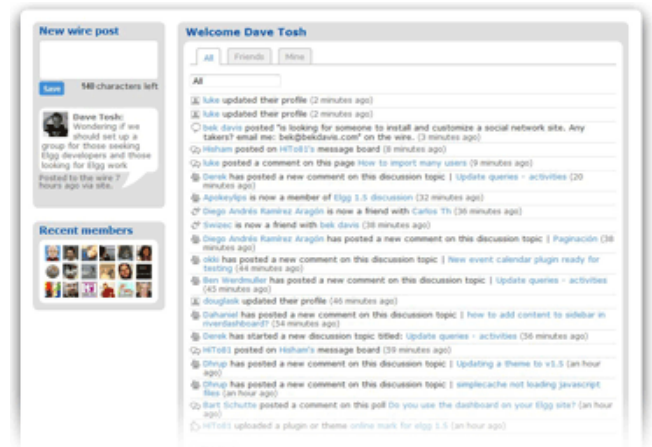 New wire post
Save
140 characters left
Dave Tosh:
Wondering if we
should set up a
group for those seeking
Elgg developers and those
looking for Elgg work
Posted to the wire 7
hours ago via site.
Recent members
Welcome Dave Tosh
All Friends Mine
All
luke updated their profile (2 minutes ago)
luke updated their profile (2 minutes ago)
bek davis posted "is looking for someone to install and customize a social network site. Any
takers? email me: bek@bekdavis.com" on the wire. (3 minutes ago)
Hisham posted on HiTo81's message board (8 minutes ago)
luke posted a comment on this page How to import many users (9 minutes ago)
Derek has posted a new comment on this discussion topic | Update queries - activities (20
minutes ago)
Apokeylips is now a member of Elgg 1.5 discussion (32 minutes ago)
Diego Andrés Ramírez Aragón is now a friend with Carlos Th (36 minutes ago)
Swizec is now a friend with bek davis (38 minutes ago)
Diego Andrés Ramírez Aragón has posted a new comment on this discussion topic | Paginación (38
minutes ago)
okki has posted a new comment on this discussion topic | New event calendar plugin ready for
testing (44 minutes ago)
Ben Werdmuller has posted a new comment on this discussion topic | Update queries - activities
(45 minutes ago)
douglask updated their profile (46 minutes ago)
Dahaniel has posted a new comment on this discussion topic | how to add content to sidebar in
riverdashboard? (54 minutes ago)
Derek has started a new discussion topic titled: Update queries - activities (56 minutes ago)
HiTo81 posted on Hisham's message board (59 minutes ago)
Dhrup has posted a new comment on this discussion topic | Updating a theme to v1.5 (an hour
ago)
Dhrup has posted a new comment on this discussion topic | simplecache not loading javascript
files (an hour ago)
Bart Schutte posted a comment on this poll Do you use the dashboard on your Elgg site? (an hour
ago)
HiTo81 uploaded a plugin or theme online mark for elgg 1.5 (an hour ago)